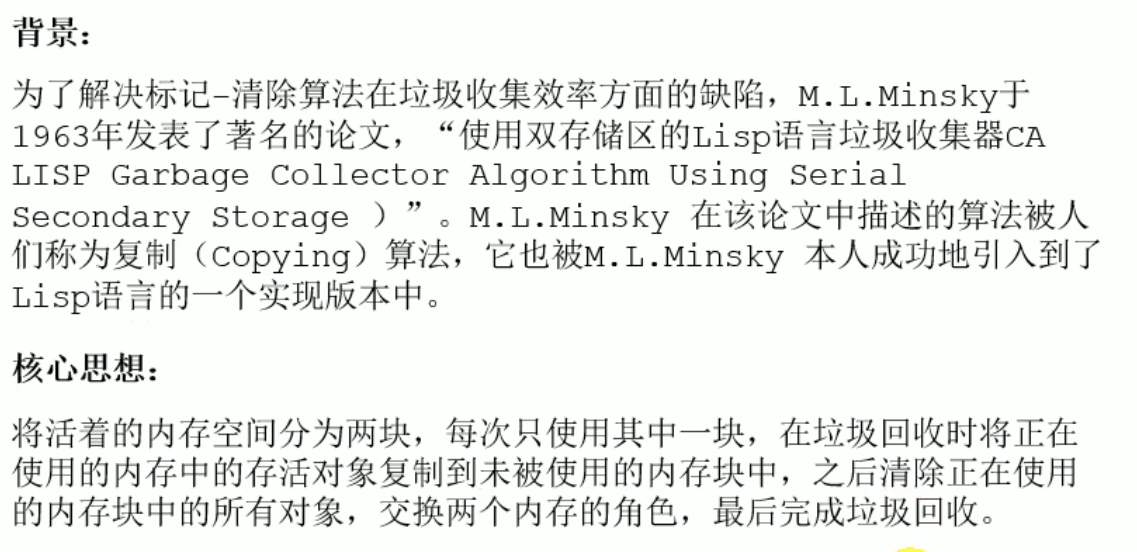 背景：
为了解决标记-清除算法在垃圾收集效率方面的缺陷，M.L.Minsky于
1963年发表了著名的论文，“使用双存储区的Lisp语言垃圾收集器CA
LISP Garbage Collector Algorithm Using Serial
Secondary Storage ）”。M.L.Minsky 在该论文中描述的算法被人
们称为复制（Copying）算法，它也被M.L.Minsky 本人成功地引入到了
Lisp语言的一个实现版本中。
核心思想：
将活着的内存空间分为两块，每次只使用其中一块，在垃圾回收时将正在
使用的内存中的存活对象复制到未被使用的内存块中，之后清除正在使用
的内存块中的所有对象，交换两个内存的角色，最后完成垃圾回收。